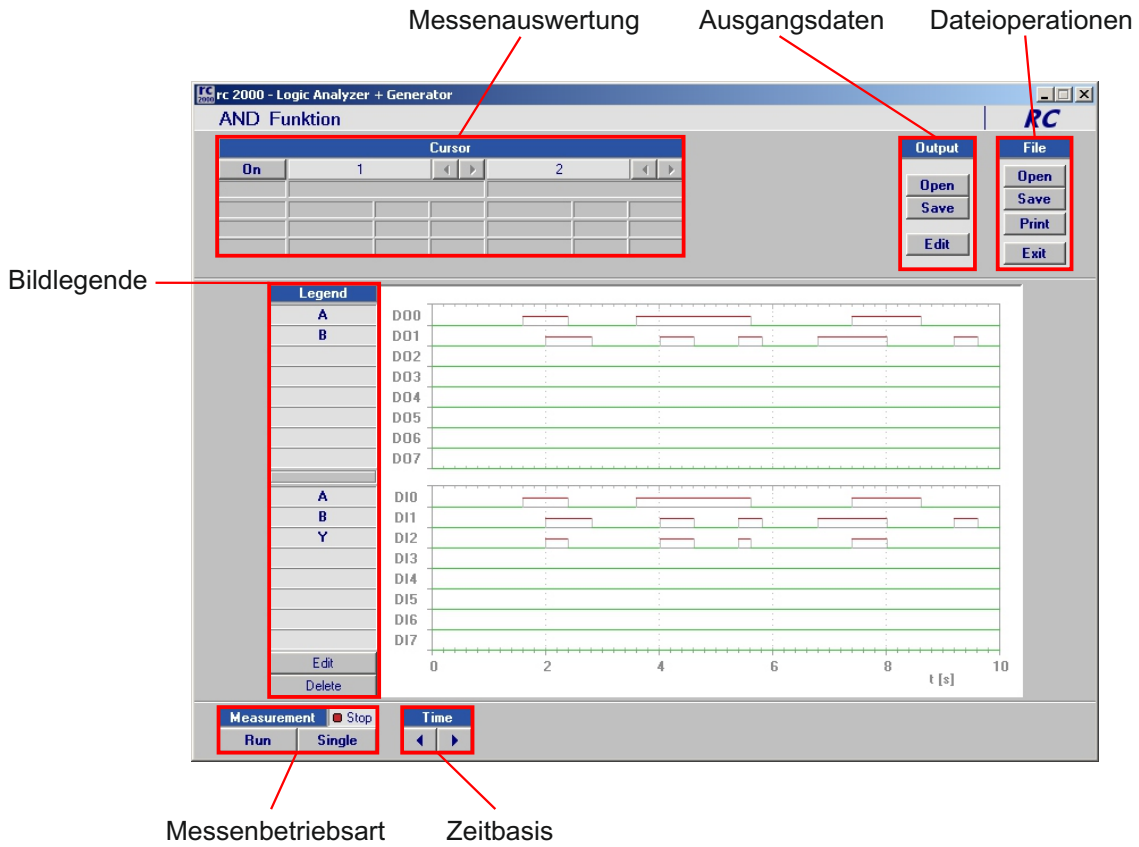 Messenauswertung Ausgangsdaten Dateioperationen
rc 2000 rc 2000 - Logic Analyzer + Generator
AND Funktion RC
Cursor Output File
On 1 2 Open Open
Save Save
Print
Edit Exit
Bildlegende
Legend
A DO0
B DO1
DO2
DO3
DO4
DO5
DO6
DO7
A DI0
B DI1
Y DI2
DI3
DI4
DI5
DI6
DI7
Edit 0 2 4 6 8 10
Delete t [s]
Measurement Stop Time
Run Single
Messenbetriebsart Zeitbasis